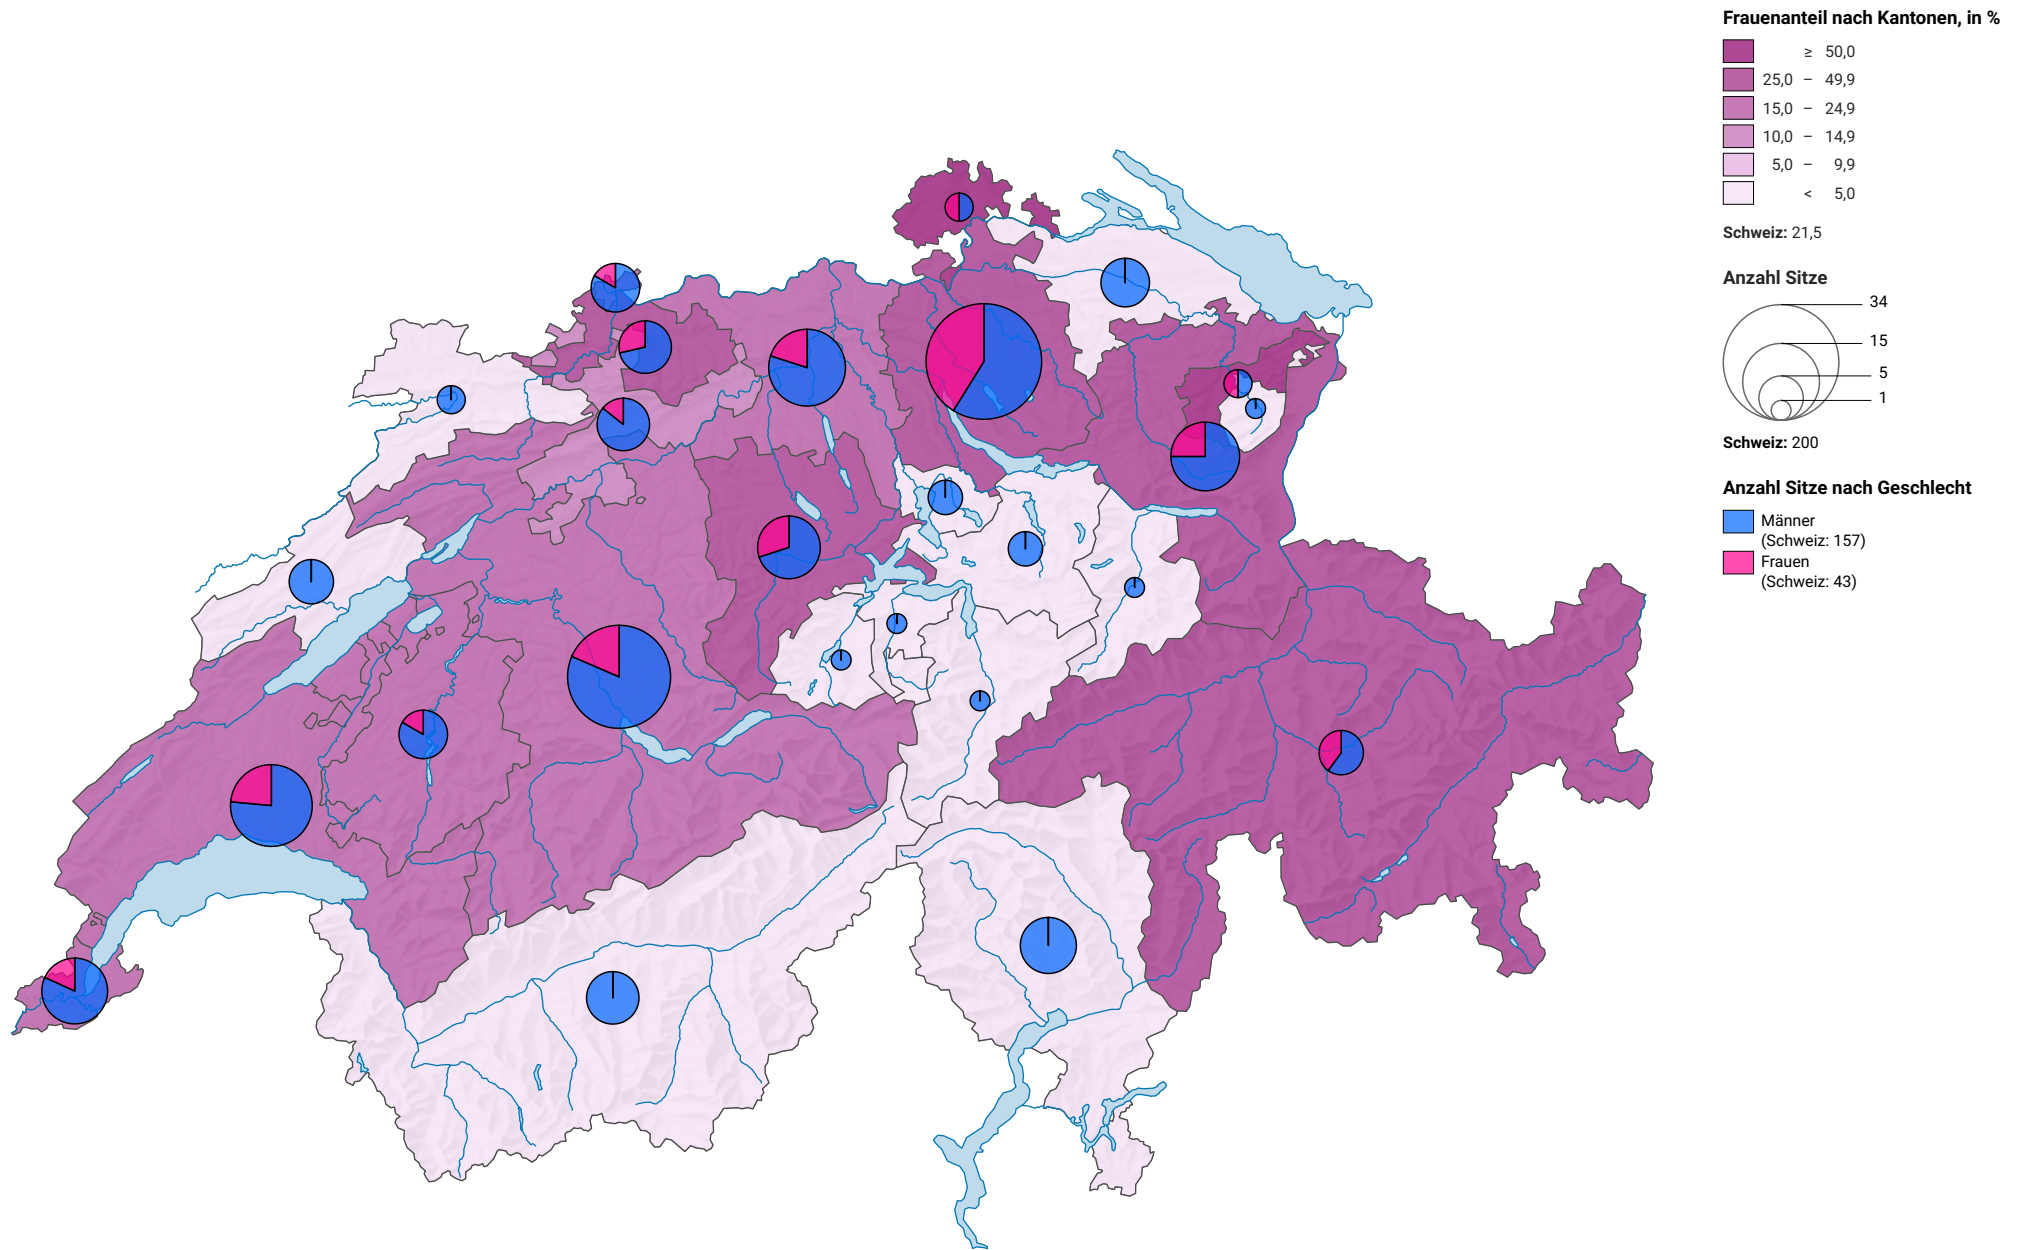 Frauenanteil nach Kantonen, in %
≥ 50,0
25,0 – 49,9
15,0 – 24,9
10,0 – 14,9
5,0 – 9,9
< 5,0
Schweiz: 21,5
Anzahl Sitze
34
15
5
1
Schweiz: 200
Anzahl Sitze nach Geschlecht
Männer
(Schweiz: 157)
Frauen
(Schweiz: 43)